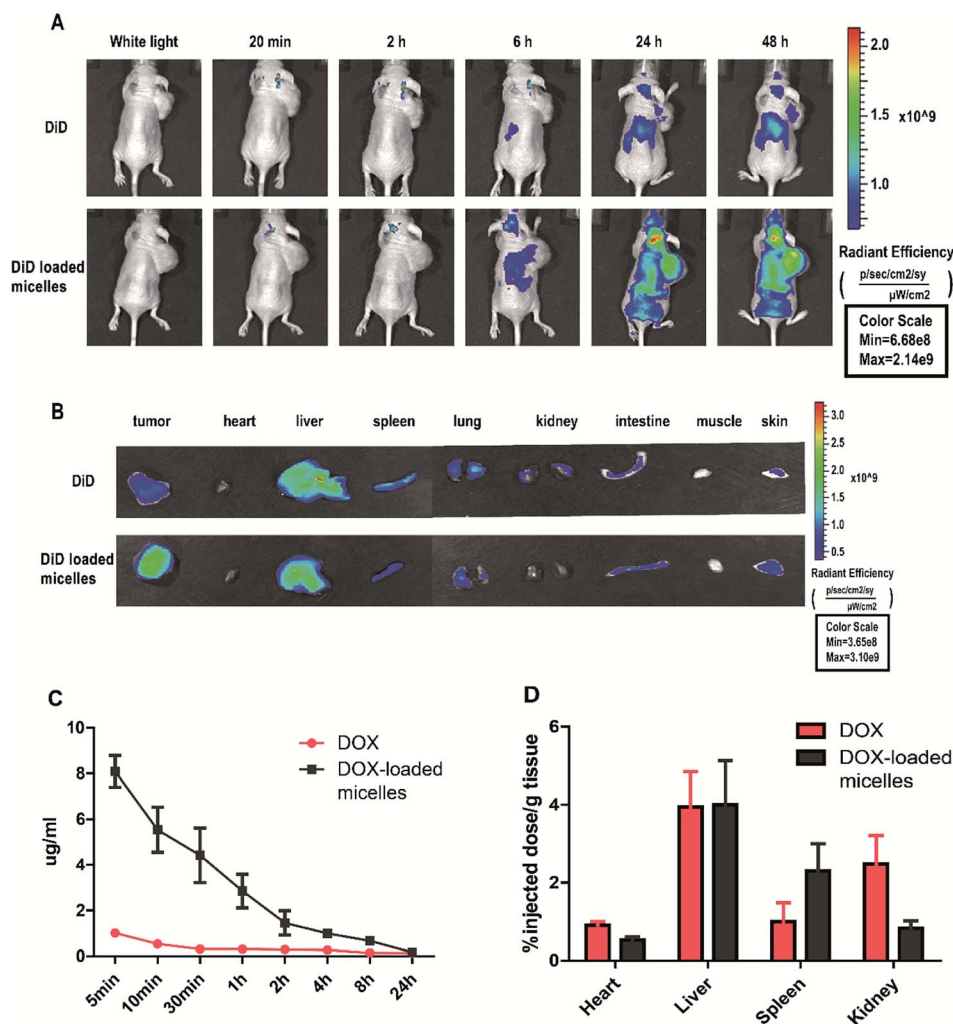 A
White light 20 min 2 h 6 h 24 h 48 h
DiD
DiD loaded
micelles
2.0
1.5
x10^9
1.0
Radiant Efficiency
( p/sec/cm2/sy )
µW/cm2
Color Scale
Min=6.68e8
Max=2.14e9
B
tumor heart liver spleen lung kidney intestine muscle skin
DiD
DiD loaded
micelles
3.0
2.5
2.0
x10^9
1.5
1.0
0.5
Radiant Efficiency
( p/sec/cm2/sy )
µW/cm2
Color Scale
Min=3.65e8
Max=3.10e9
C
ug/ml
10
8
6
4
2
0
5min 10min 30min 1h 2h 4h 8h 24h
DOX
DOX-loaded
micelles
D
%injected dose/g tissue
6
4
2
0
Heart Liver Spleen Kidney
DOX
DOX-loaded
micelles